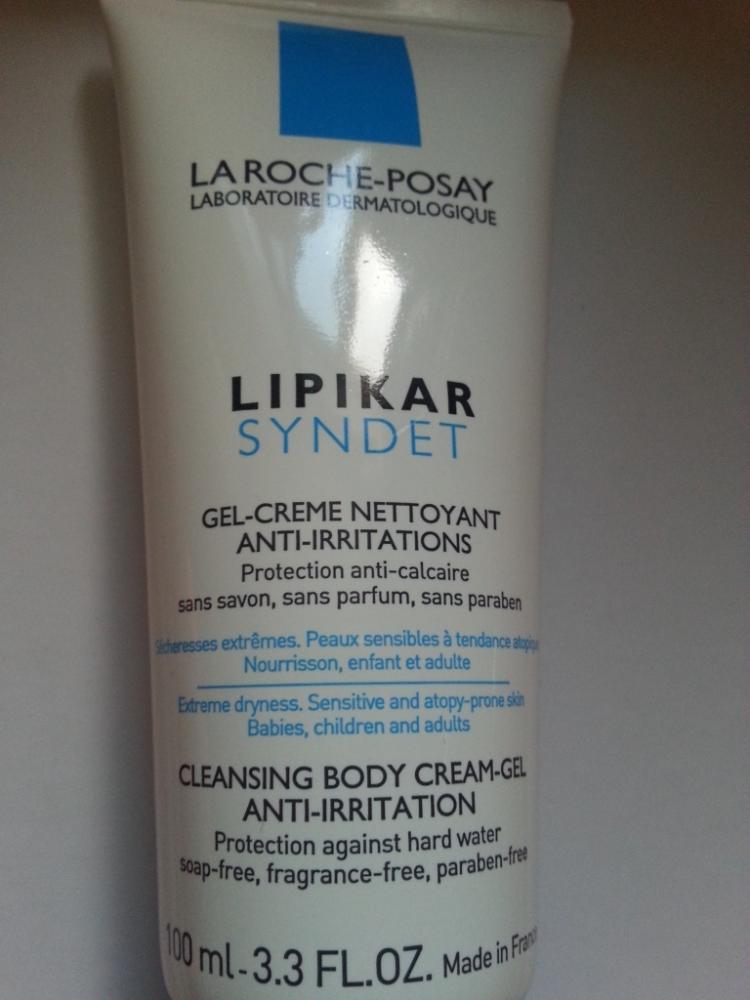 LA ROCHE-POSAY
LABORATOIRE DERMATOLOGIQUE
LIPIKAR
SYNDET
GEL-CREME NETTOYANT
ANTI-IRRITATIONS
Protection anti-calcaire
sans savon, sans parfum, sans paraben
Sécheresses extrêmes. Peaux sensibles à tendance
Nourrisson, enfant et adulte
Extreme dryness. Sensitive and atopy-prone skin
Babies, children and adults
CLEANSING BODY CREAM-GEL
ANTI-IRRITATION
Protection against hard water
soap-free, fragrance-free, paraben-free
100 ml - 3.3 FL.OZ. Made in